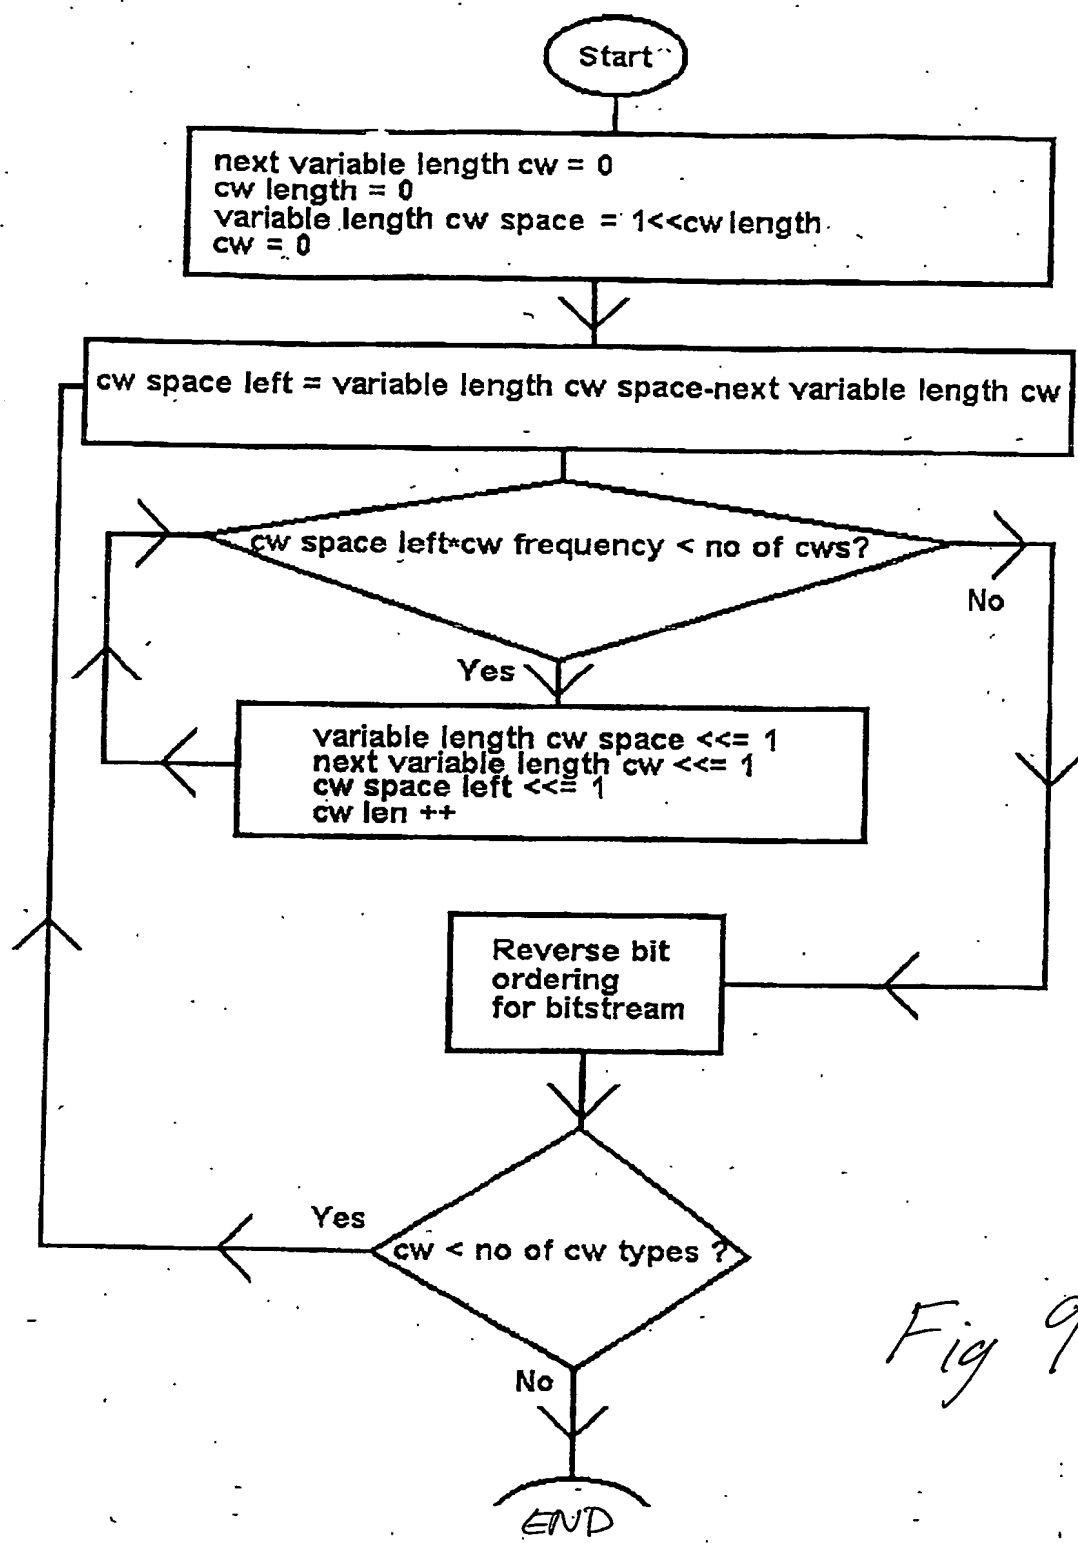 Start
next variable length cw = 0
cw length = 0
variable length cw space = 1<<cw length
cw = 0
cw space left = variable length cw space-next variable length cw
cw space left*cw frequency < no of cws?
No
Yes
variable length cw space <<= 1
next variable length cw <<= 1
cw space left <<= 1
cw len ++
Reverse bit
ordering
for bitstream
Yes
cw < no of cw types ?
Fig 9
No
END